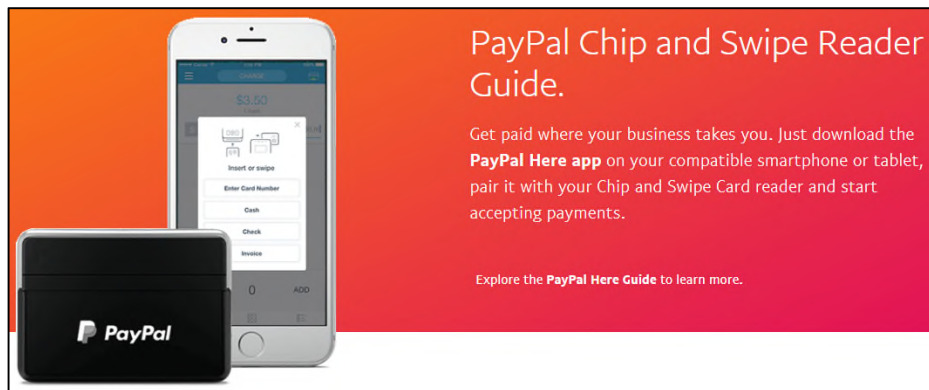 PayPal Chip and Swipe Reader
Guide.
Get paid where your business takes you. Just download the
PayPal Here app on your compatible smartphone or tablet,
pair it with your Chip and Swipe Card reader and start
accepting payments.
Explore the PayPal Here Guide to learn more.
CHARGE
$3.50
Insert or swipe
Enter Card Number
Cash
Check
Invoice
0 ADD
PayPal